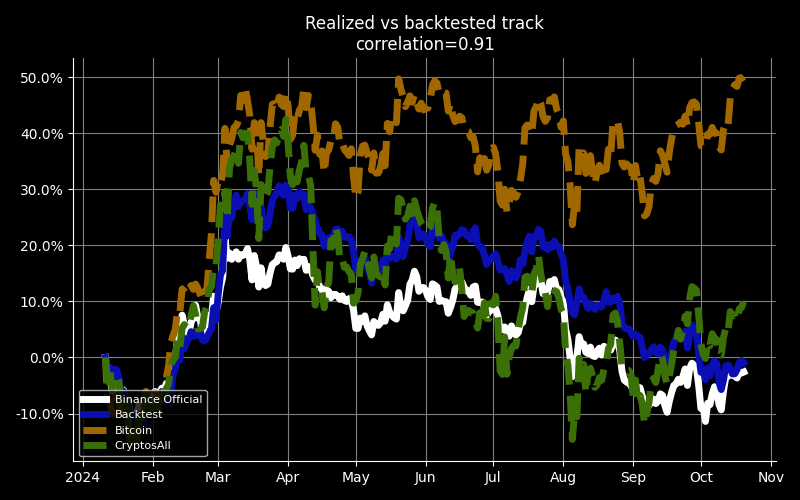 Realized vs backtested track
correlation=0.91
50.0%
40.0%
30.0%
20.0%
10.0%
0.0%
-10.0%
Binance Official
Backtest
Bitcoin
CryptosAll
2024 Feb Mar Apr May Jun Jul Aug Sep Oct Nov